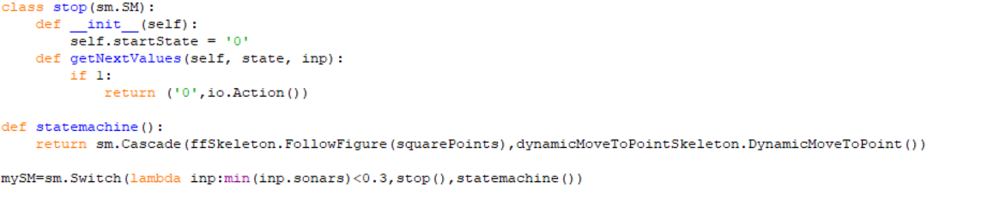 class stop(sm.SM):
    def __init__(self):
        self.startState = '0'
    def getNextValues(self, state, inp):
        if 1:
            return ('0',io.Action())

def statemachine():
    return sm.Cascade(ffSkeleton.FollowFigure(squarePoints),dynamicMoveToPointSkeleton.DynamicMoveToPoint())

mySM=sm.Switch(lambda inp:min(inp.sonars)<0.3,stop(),statemachine())